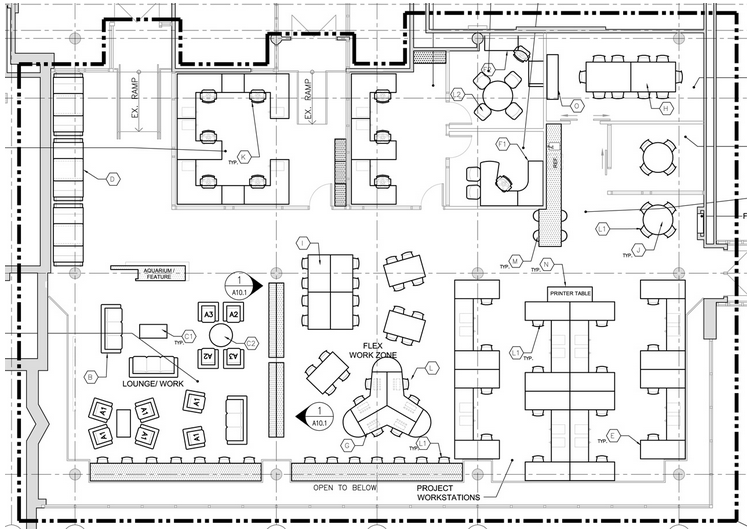 EX. RAMP
EX. RAMP
L2
O
H
K
TYP.
F1
REF.
D
L1
TYP.
J
M
TYP.
N
I
AQUARIUM /
FEATURE
1
A10.1
PRINTER TABLE
A3
A2
C1
TYP.
C2
A2
A3
B
LOUNGE/ WORK
FLEX
WORK ZONE
L1
TYP.
L
A1
A1
A1
A1
A1
A1
1
A10.1
G
L1
TYP.
TYP.
E
OPEN TO BELOW
PROJECT
WORKSTATIONS